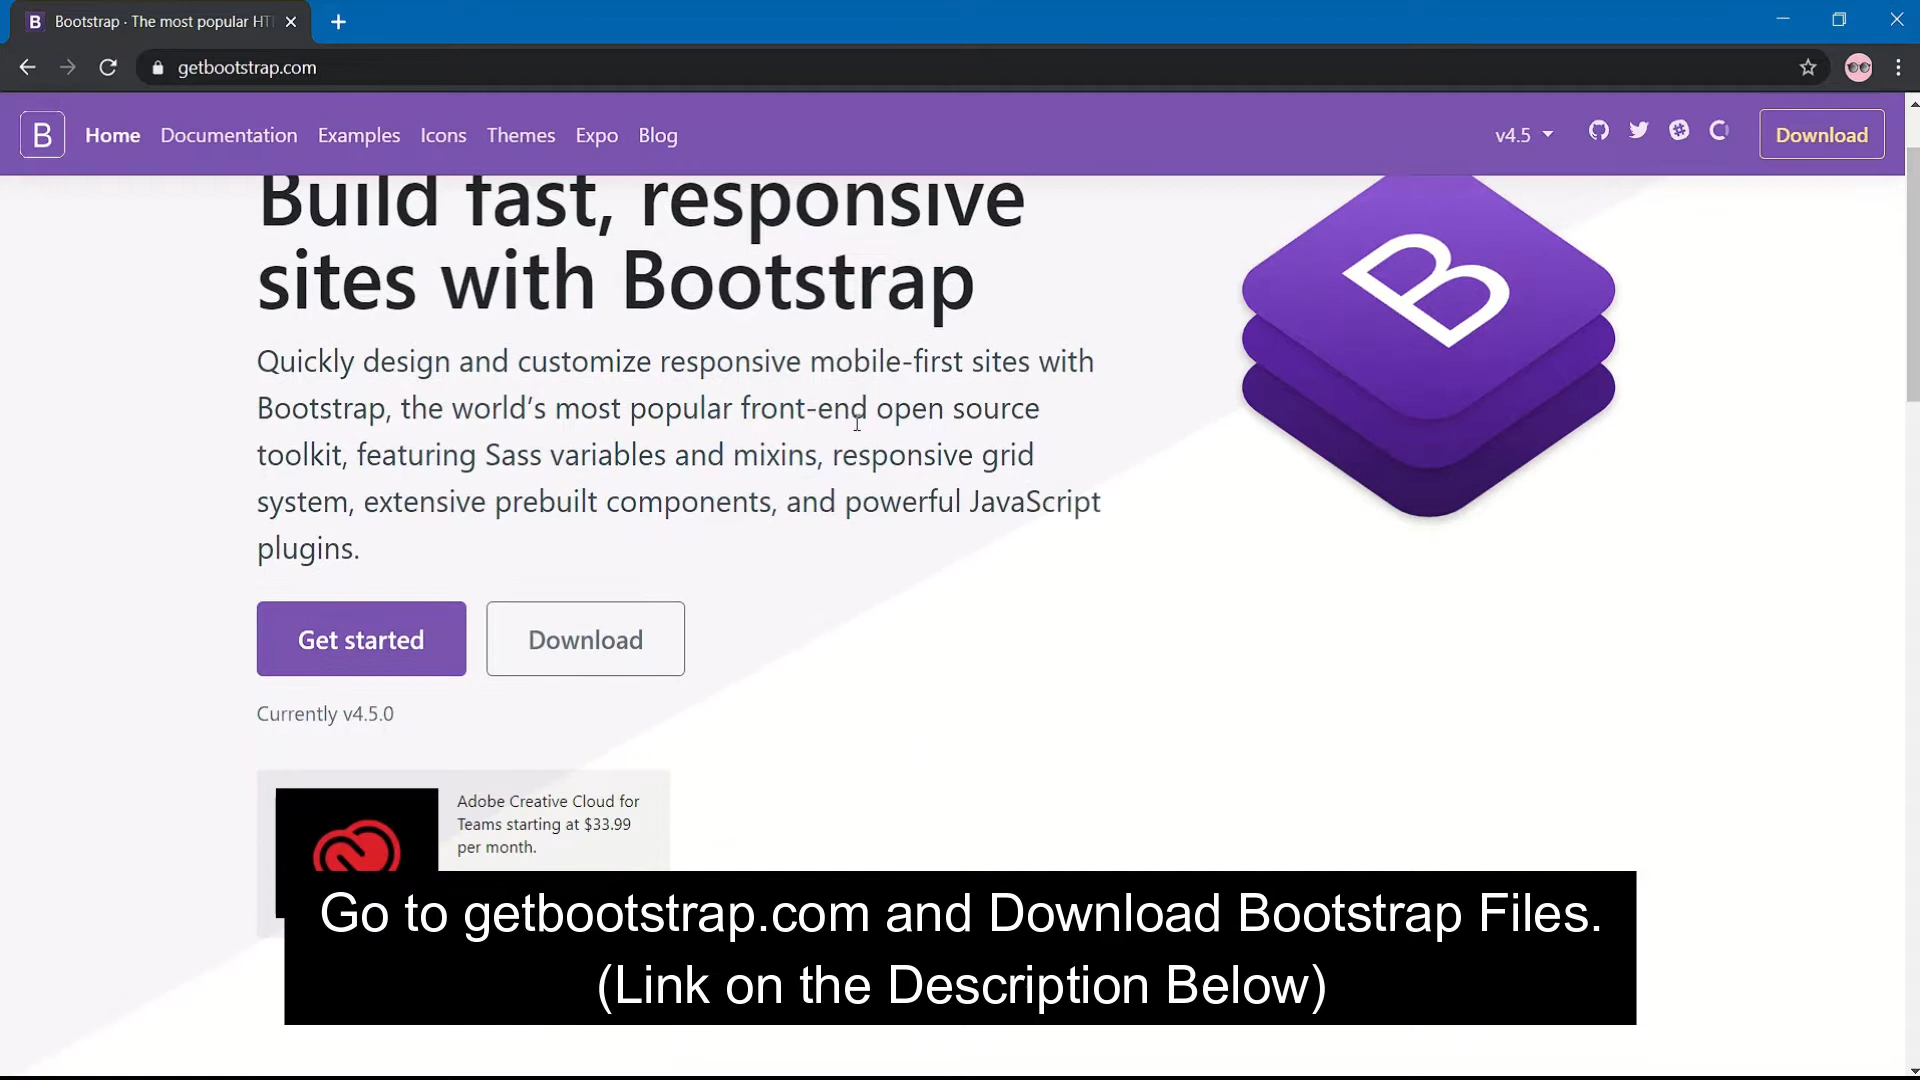 B Bootstrap · The most popular HT
getbootstrap.com
B Home Documentation Examples Icons Themes Expo Blog v4.5 Download
Build fast, responsive
sites with Bootstrap
B
Quickly design and customize responsive mobile-first sites with
Bootstrap, the world’s most popular front-end open source
toolkit, featuring Sass variables and mixins, responsive grid
system, extensive prebuilt components, and powerful JavaScript
plugins.
Get started Download
Currently v4.5.0
Adobe Creative Cloud for
Teams starting at $33.99
per month.
Go to getbootstrap.com and Download Bootstrap Files.
(Link on the Description Below)